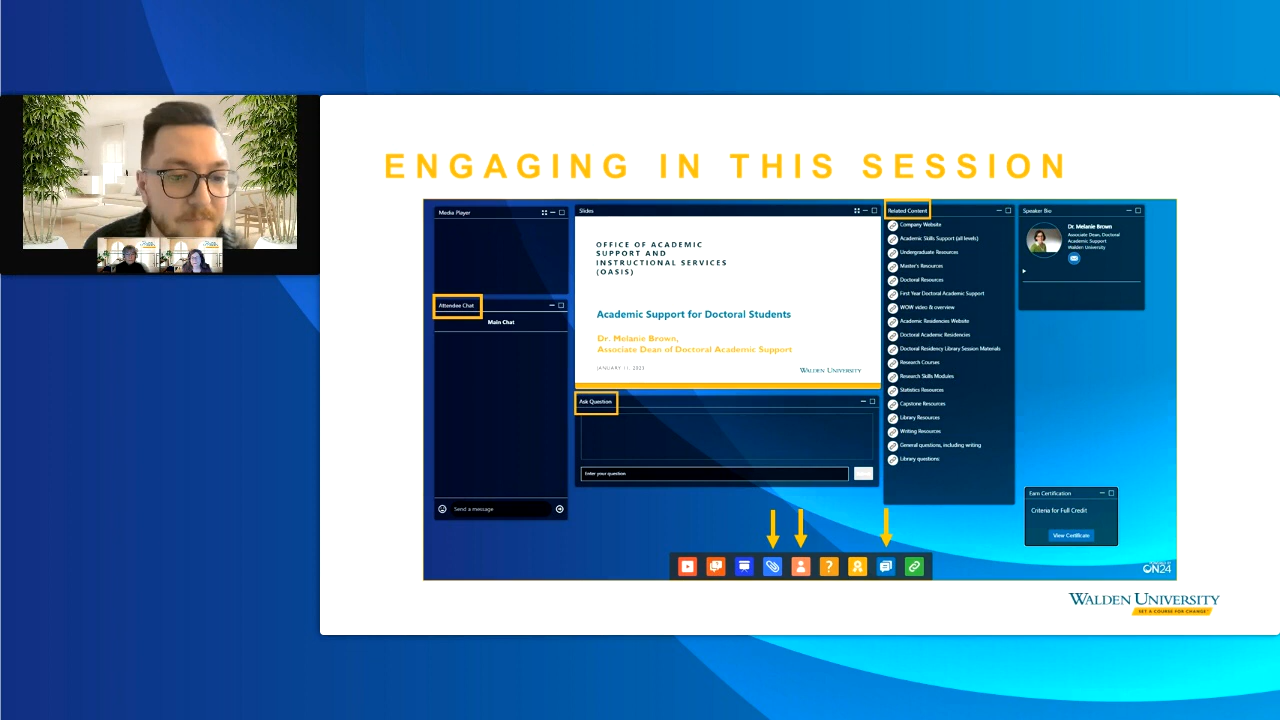 ENGAGING IN THIS SESSION
Media Player
Attendee Chat
Main Chat
Send a message
Slides
OFFICE OF ACADEMIC
SUPPORT AND
INSTRUCTIONAL SERVICES
(OASIS)
Academic Support for Doctoral Students
Dr. Melanie Brown,
Associate Dean of Doctoral Academic Support
JANUARY 11, 2023
WALDEN UNIVERSITY
Ask Question
Enter your question
Related Content
Company Website
Academic Skills Support (all levels)
Undergraduate Resources
Master's Resources
Doctoral Resources
First Year Doctoral Academic Support
WOW video & overview
Academic Residencies Website
Doctoral Academic Residencies
Doctoral Residency Library Session Materials
Research Courses
Research Skills Modules
Statistics Resources
Capstone Resources
Library Resources
Writing Resources
General questions, including writing
Library questions:
Speaker Bio
Dr. Melanie Brown
Associate Dean, Doctoral
Academic Support
Walden University
Earn Certification
Criteria for Full Credit
View Certificate
ON24
WALDEN UNIVERSITY
SET A COURSE FOR CHANGE